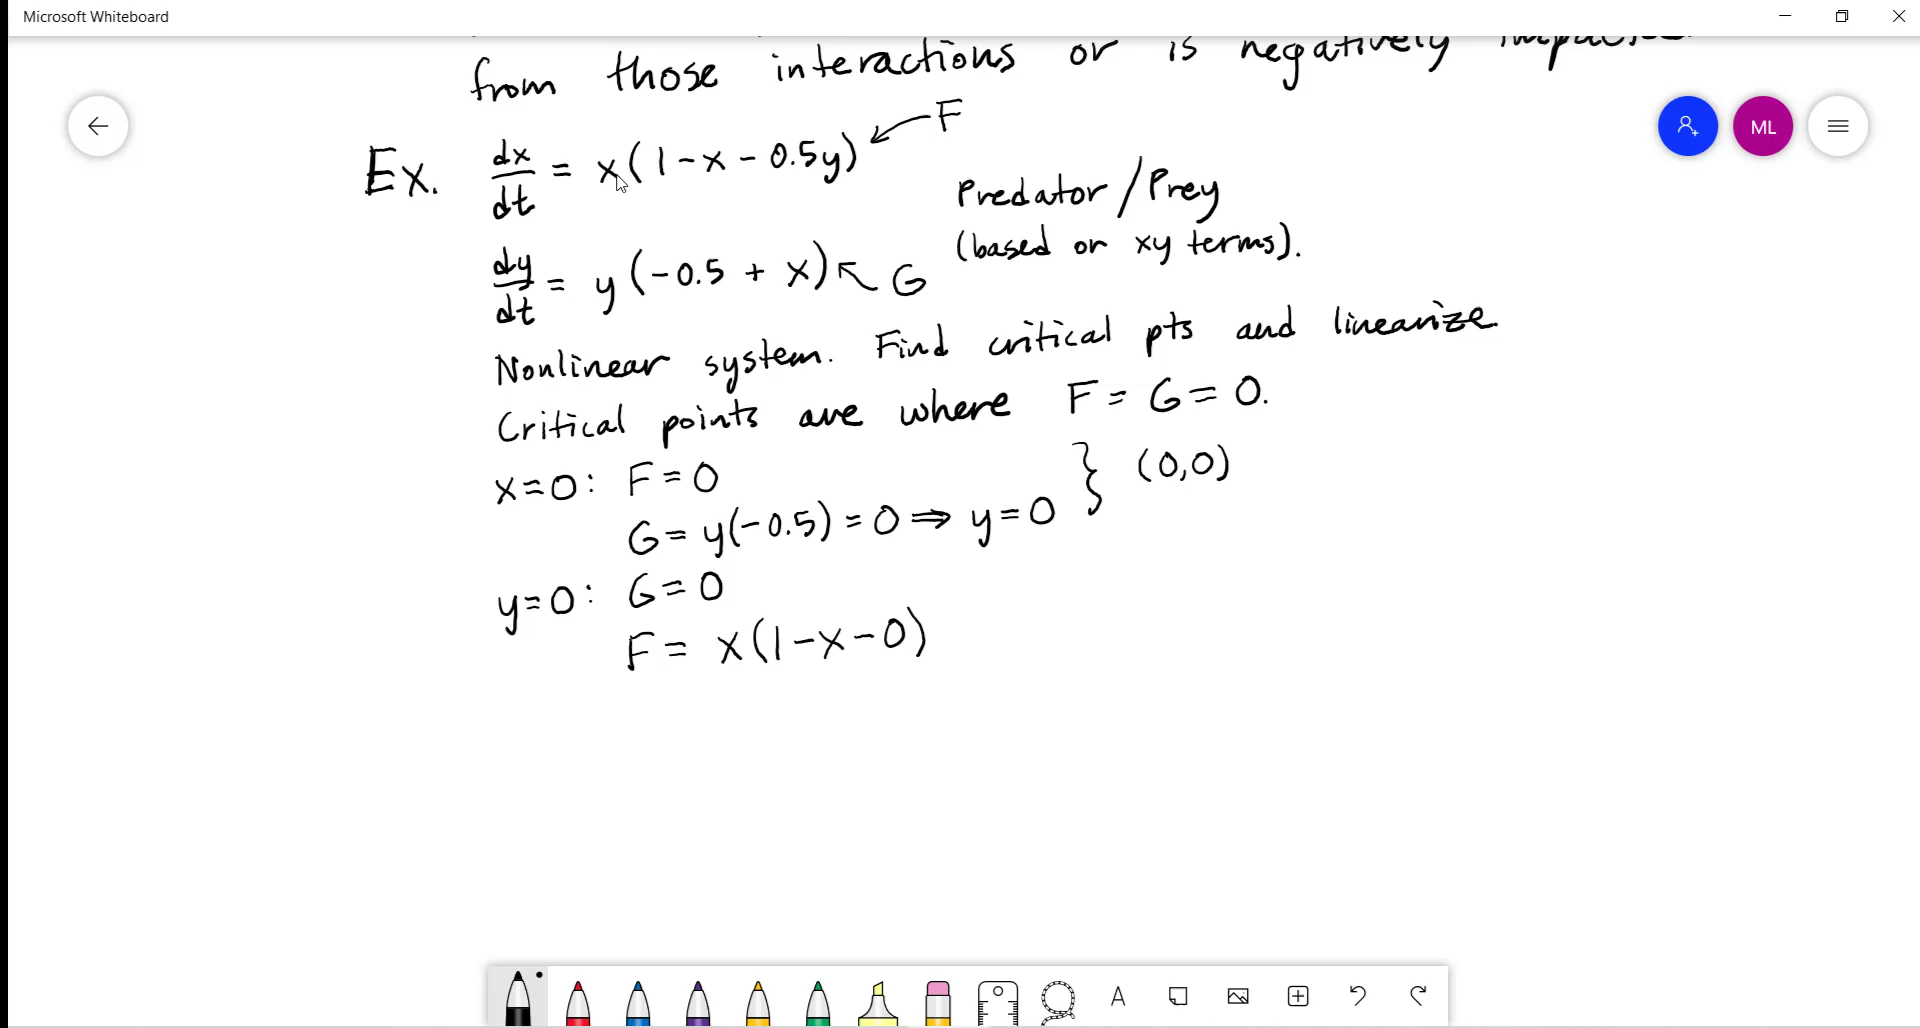 Microsoft Whiteboard
from those interactions or is negatively impacted.
ML
Ex. dx/dt = x(1-x-0.5y) ← F
Predator/Prey
(based on xy terms).
dy/dt = y(-0.5 + x) ← G
Nonlinear system. Find critical pts and linearize
Critical points are where F = G = 0.
x=0: F=0
G=y(-0.5)=0 ⇒ y=0 } (0,0)
y=0: G=0
F= x(1-x-0)
A